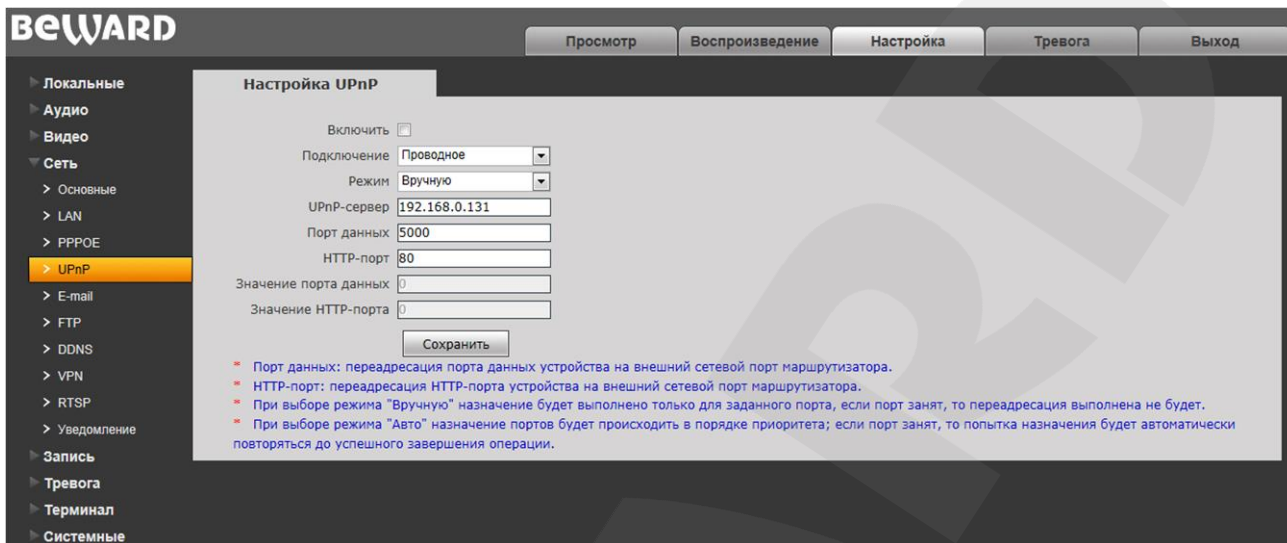 BEWARD
Просмотр
Воспроизведение
Настройка
Тревога
Выход
Локальные
Аудио
Видео
Сеть
Основные
LAN
PPPOE
UPnP
E-mail
FTP
DDNS
VPN
RTSP
Уведомление
Запись
Тревога
Терминал
Системные
Настройка UPnP
Включить
Подключение Проводное
Режим Вручную
UPnP-сервер 192.168.0.131
Порт данных 5000
HTTP-порт 80
Значение порта данных 0
Значение HTTP-порта 0
Сохранить
* Порт данных: переадресация порта данных устройства на внешний сетевой порт маршрутизатора.
* HTTP-порт: переадресация HTTP-порта устройства на внешний сетевой порт маршрутизатора.
* При выборе режима "Вручную" назначение будет выполнено только для заданного порта, если порт занят, то переадресация выполнена не будет.
* При выборе режима "Авто" назначение портов будет происходить в порядке приоритета; если порт занят, то попытка назначения будет автоматически
повторяться до успешного завершения операции.